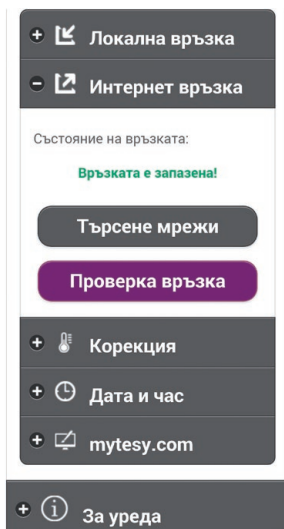 Локална връзка
Интернет връзка
Състояние на връзката:
Връзката е запазена!
Търсене мрежи
Проверка връзка
Корекция
Дата и час
mytesy.com
За уреда